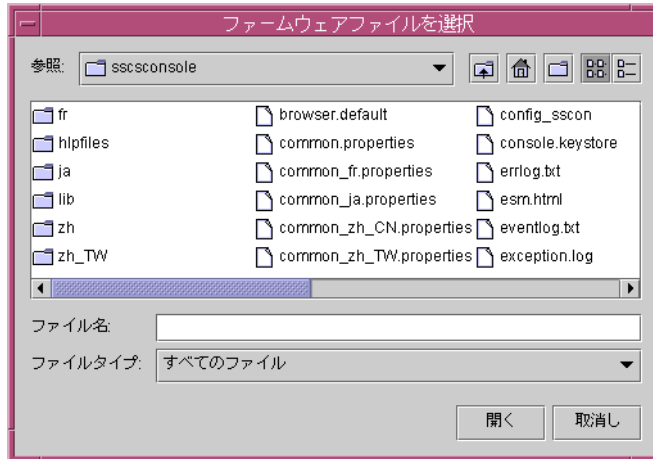 ファームウェアファイルを選択
参照: sscsconsole
fr browser.default config_sscon
hlpfiles common.properties console.keystore
ja common_fr.properties errlog.txt
lib common_ja.properties esm.html
zh common_zh_CN.properties eventlog.txt
zh_TW common_zh_TW.properties exception.log
ファイル名:
ファイルタイプ: すべてのファイル
開く 取消し